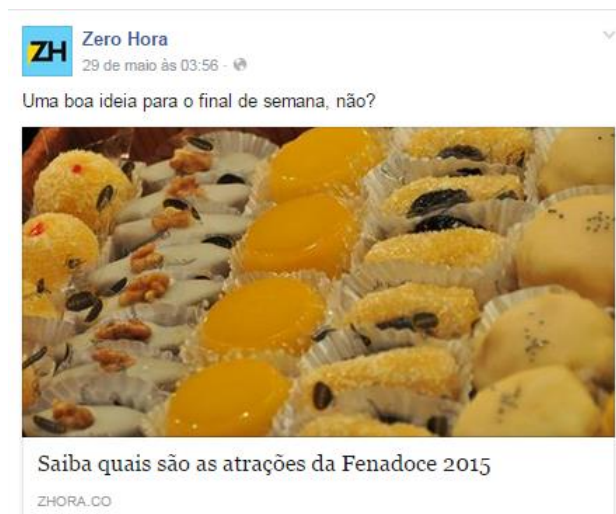 ZH
Zero Hora
29 de maio às 03:56 ·
Uma boa ideia para o final de semana, não?
Saiba quais são as atrações da Fenadoce 2015
ZHORA.CO